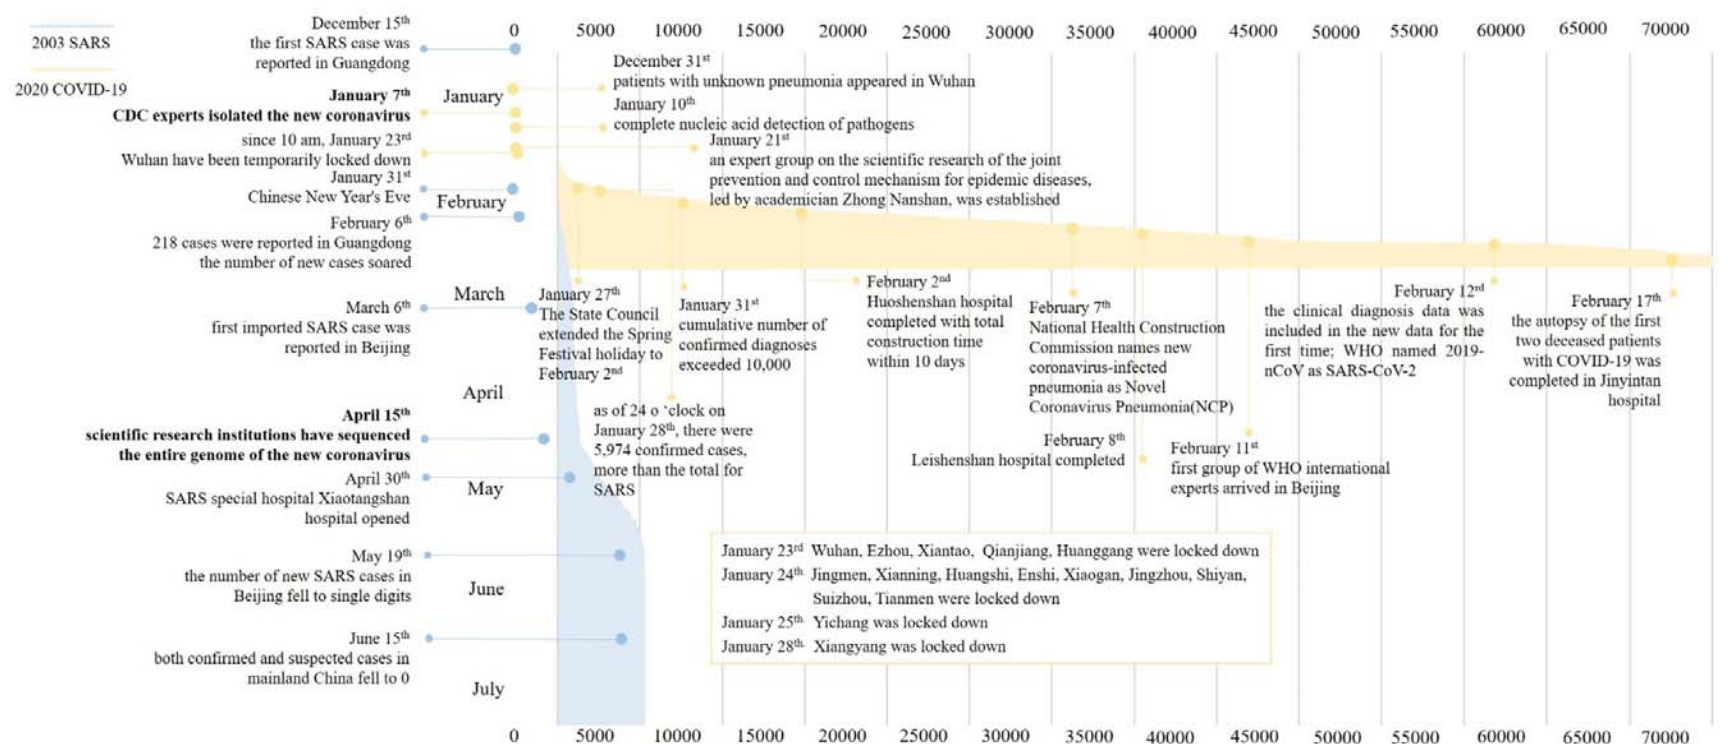 2003 SARS
2020 COVID-19
0 5000 10000 15000 20000 25000 30000 35000 40000 45000 50000 55000 60000 65000 70000
December 15th
the first SARS case was
reported in Guangdong
January 7th
CDC experts isolated the new coronavirus
since 10 am, January 23rd
Wuhan have been temporarily locked down
January 31st
Chinese New Year's Eve
February 6th
218 cases were reported in Guangdong
the number of new cases soared
March 6th
first imported SARS case was
reported in Beijing
April 15th
scientific research institutions have sequenced
the entire genome of the new coronavirus
April 30th
SARS special hospital Xiaotangshan
hospital opened
May 19th
the number of new SARS cases in
Beijing fell to single digits
June 15th
both confirmed and suspected cases in
mainland China fell to 0
January
February
March
April
May
June
July
December 31st
patients with unknown pneumonia appeared in Wuhan
January 10th
complete nucleic acid detection of pathogens
January 21st
an expert group on the scientific research of the joint
prevention and control mechanism for epidemic diseases,
led by academician Zhong Nanshan, was established
January 27th
The State Council
extended the Spring
Festival holiday to
February 2nd
as of 24 o 'clock on
January 28th, there were
5,974 confirmed cases,
more than the total for
SARS
January 31st
cumulative number of
confirmed diagnoses
exceeded 10,000
February 2nd
Huoshenshan hospital
completed with total
construction time
within 10 days
February 7th
National Health Construction
Commission names new
coronavirus-infected
pneumonia as Novel
Coronavirus Pneumonia(NCP)
February 8th
Leishenshan hospital completed
February 11st
first group of WHO international
experts arrived in Beijing
February 12rd
the clinical diagnosis data was
included in the new data for the
first time; WHO named 2019-
nCoV as SARS-CoV-2
February 17th
the autopsy of the first
two deceased patients
with COVID-19 was
completed in Jinyintan
hospital
January 23rd Wuhan, Ezhou, Xiantao, Qianjiang, Huanggang were locked down
January 24th Jingmen, Xianning, Huangshi, Enshi, Xiaogan, Jingzhou, Shiyan,
Suizhou, Tianmen were locked down
January 25th Yichang was locked down
January 28th Xiangyang was locked down
0 5000 10000 15000 20000 25000 30000 35000 40000 45000 50000 55000 60000 65000 70000